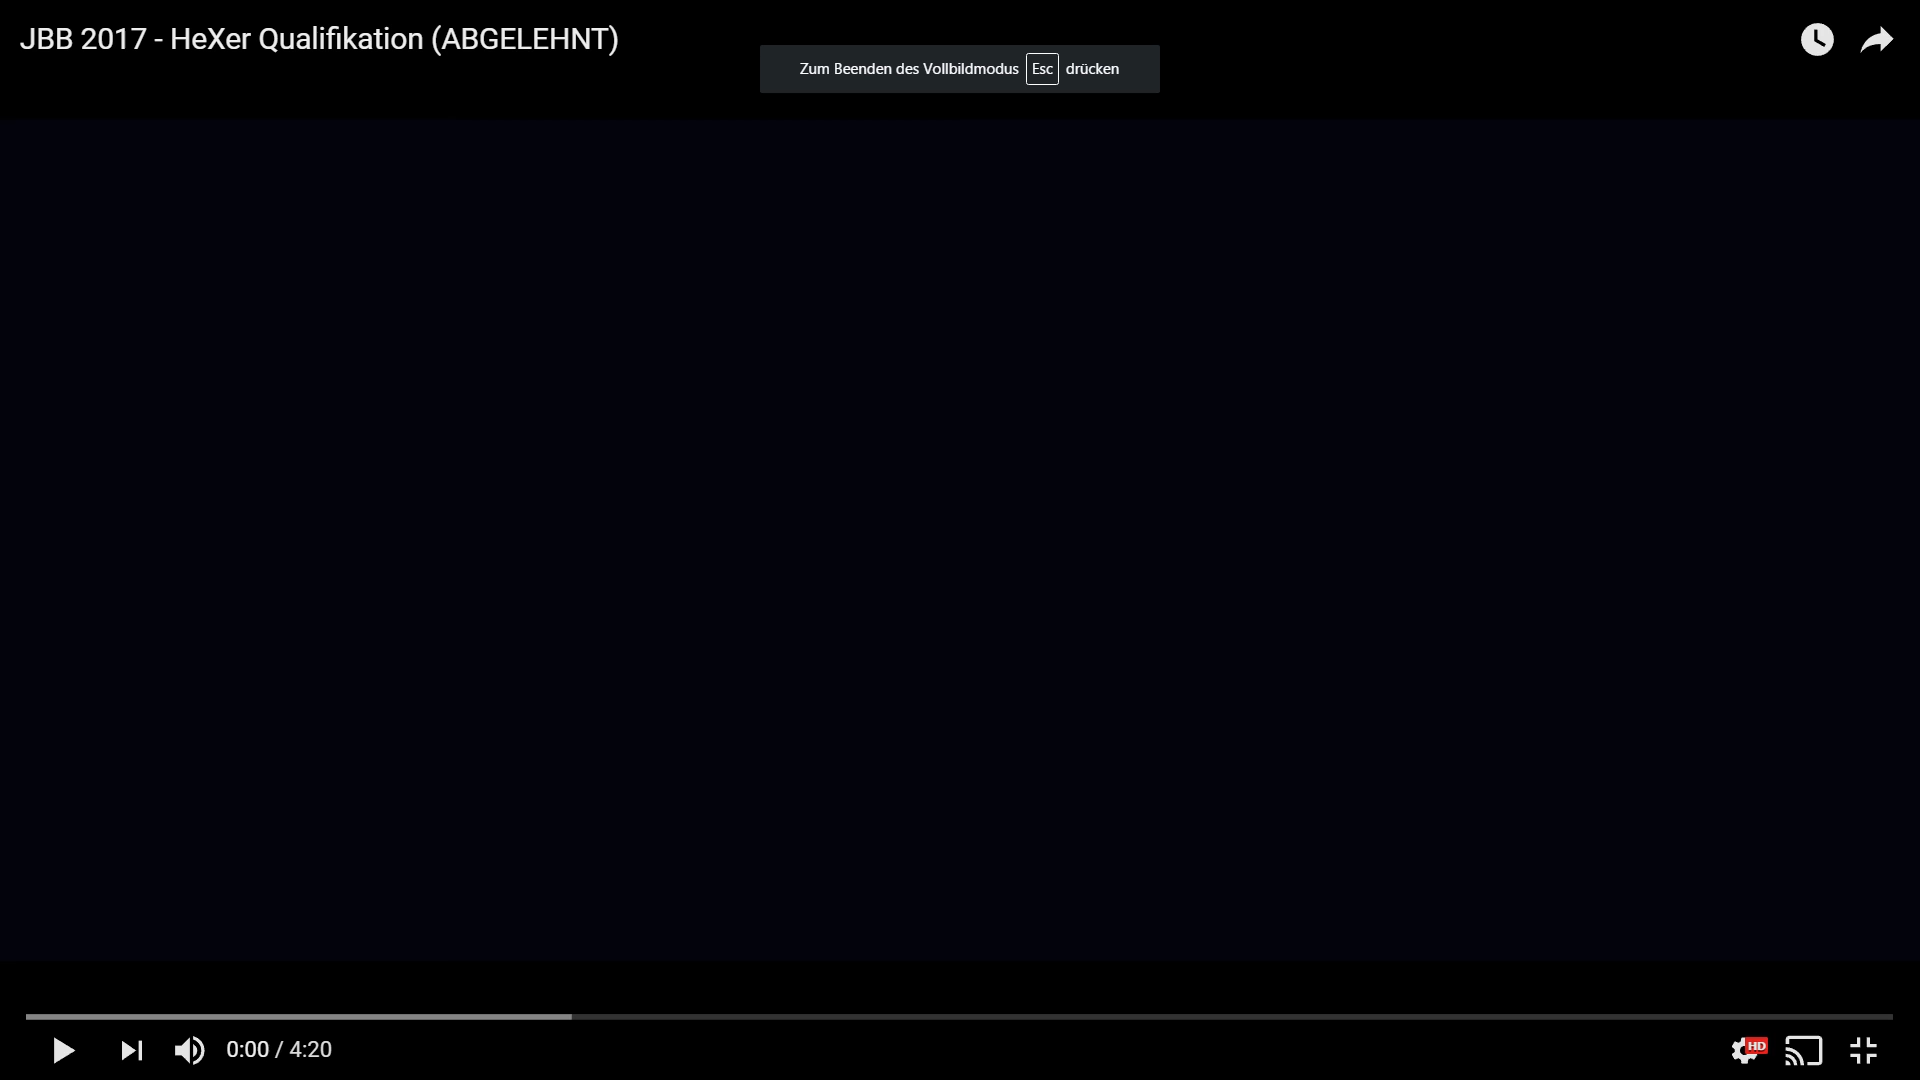 JBB 2017 - HeXer Qualifikation (ABGELEHNT)
Zum Beenden des Vollbildmodus Esc drücken
0:00 / 4:20
HD